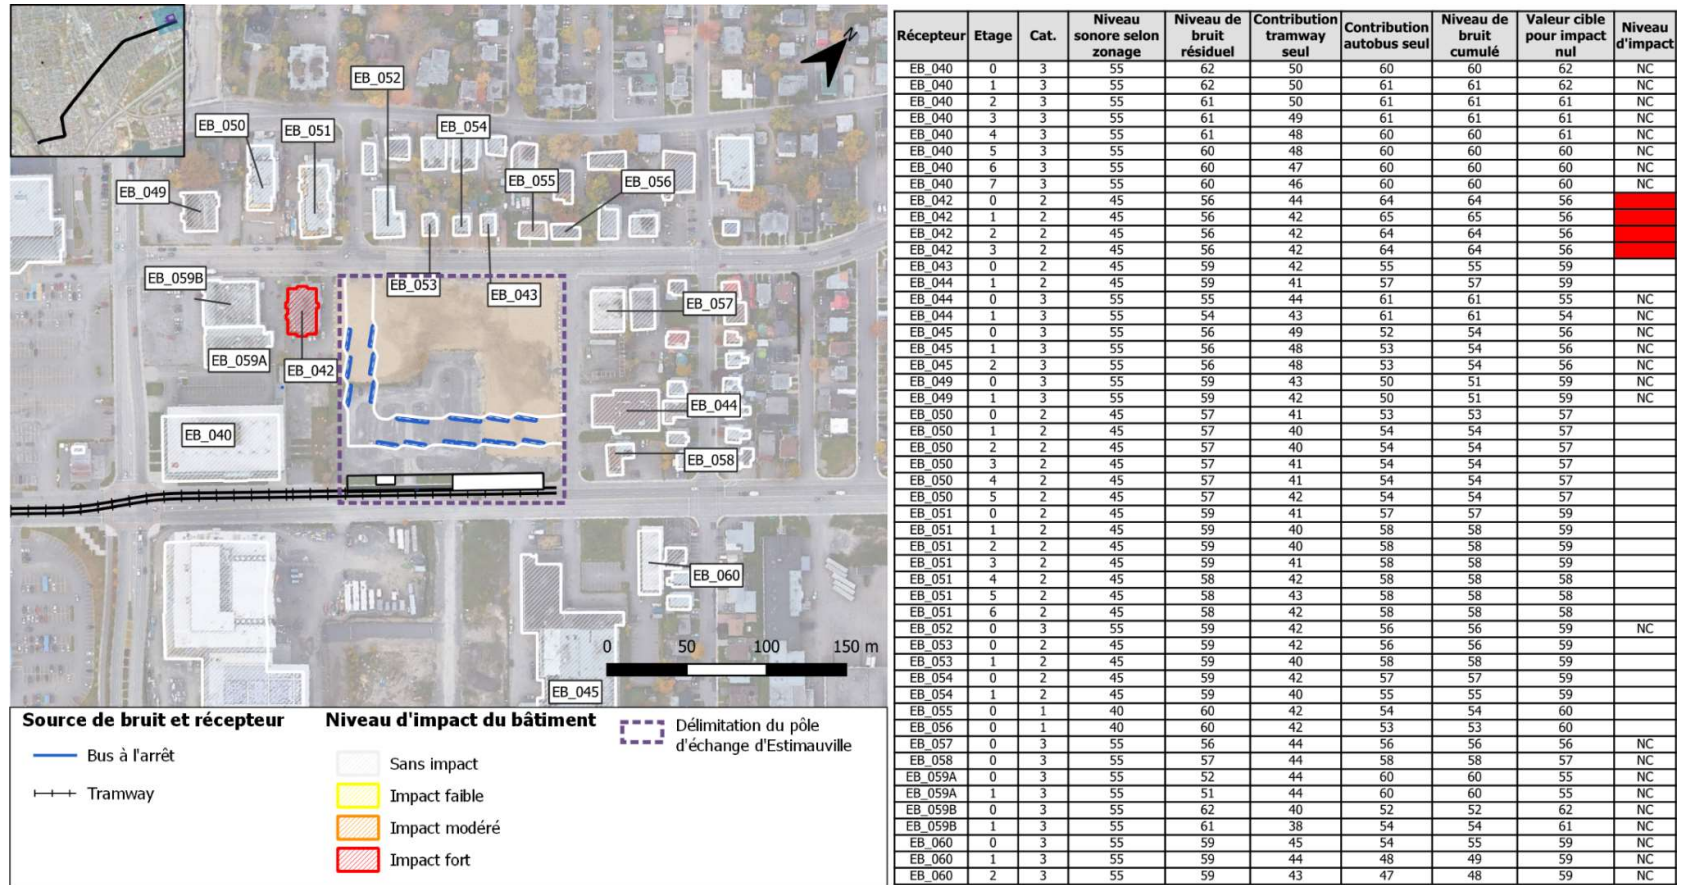 N
EB_052
EB_050
EB_051
EB_054
EB_049
EB_055
EB_056
EB_059B
EB_053
EB_043
EB_057
EB_059A
EB_042
EB_044
EB_040
EB_058
EB_060
0 50 100 150 m
EB_045
Source de bruit et récepteur
Bus à l'arrêt
Tramway
Niveau d'impact du bâtiment
Sans impact
Impact faible
Impact modéré
Impact fort
Délimitation du pôle
d'échange d'Estimauville
Récepteur Etage Cat. Niveau sonore selon zonage Niveau de bruit résiduel Contribution tramway seul Contribution autobus seul Niveau de bruit cumulé Valeur cible pour impact nul Niveau d'impact
EB_040 0 3 55 62 50 60 60 62 NC
EB_040 1 3 55 62 50 61 61 62 NC
EB_040 2 3 55 61 50 61 61 61 NC
EB_040 3 3 55 61 49 61 61 61 NC
EB_040 4 3 55 61 48 60 60 61 NC
EB_040 5 3 55 60 48 60 60 60 NC
EB_040 6 3 55 60 47 60 60 60 NC
EB_040 7 3 55 60 46 60 60 60 NC
EB_042 0 2 45 56 44 64 64 56
EB_042 1 2 45 56 42 65 65 56
EB_042 2 2 45 56 42 64 64 56
EB_042 3 2 45 56 42 64 64 56
EB_043 0 2 45 59 42 55 55 59
EB_044 1 2 45 59 41 57 57 59
EB_044 0 3 55 55 44 61 61 55 NC
EB_044 1 3 55 54 43 61 61 54 NC
EB_045 0 3 55 56 49 52 54 56 NC
EB_045 1 3 55 56 48 53 54 56 NC
EB_045 2 3 55 56 48 53 54 56 NC
EB_049 0 3 55 59 43 50 51 59 NC
EB_049 1 3 55 59 42 50 51 59 NC
EB_050 0 2 45 57 41 53 53 57
EB_050 1 2 45 57 40 54 54 57
EB_050 2 2 45 57 40 54 54 57
EB_050 3 2 45 57 41 54 54 57
EB_050 4 2 45 57 41 54 54 57
EB_050 5 2 45 57 42 54 54 57
EB_051 0 2 45 59 41 57 57 59
EB_051 1 2 45 59 40 58 58 59
EB_051 2 2 45 59 40 58 58 59
EB_051 3 2 45 59 41 58 58 59
EB_051 4 2 45 58 42 58 58 58
EB_051 5 2 45 58 43 58 58 58
EB_051 6 2 45 58 42 58 58 58
EB_052 0 3 55 59 42 56 56 59 NC
EB_053 0 2 45 59 42 56 56 59
EB_053 1 2 45 59 40 58 58 59
EB_054 0 2 45 59 42 57 57 59
EB_054 1 2 45 59 40 55 55 59
EB_055 0 1 40 60 42 54 54 60
EB_056 0 1 40 60 42 53 53 60
EB_057 0 3 55 56 44 56 56 56 NC
EB_058 0 3 55 57 44 58 58 57 NC
EB_059A 0 3 55 52 44 60 60 55 NC
EB_059A 1 3 55 51 44 60 60 55 NC
EB_059B 0 3 55 62 40 52 52 62 NC
EB_059B 1 3 55 61 38 54 54 61 NC
EB_060 0 3 55 59 45 54 55 59 NC
EB_060 1 3 55 59 44 48 49 59 NC
EB_060 2 3 55 59 43 47 48 59 NC